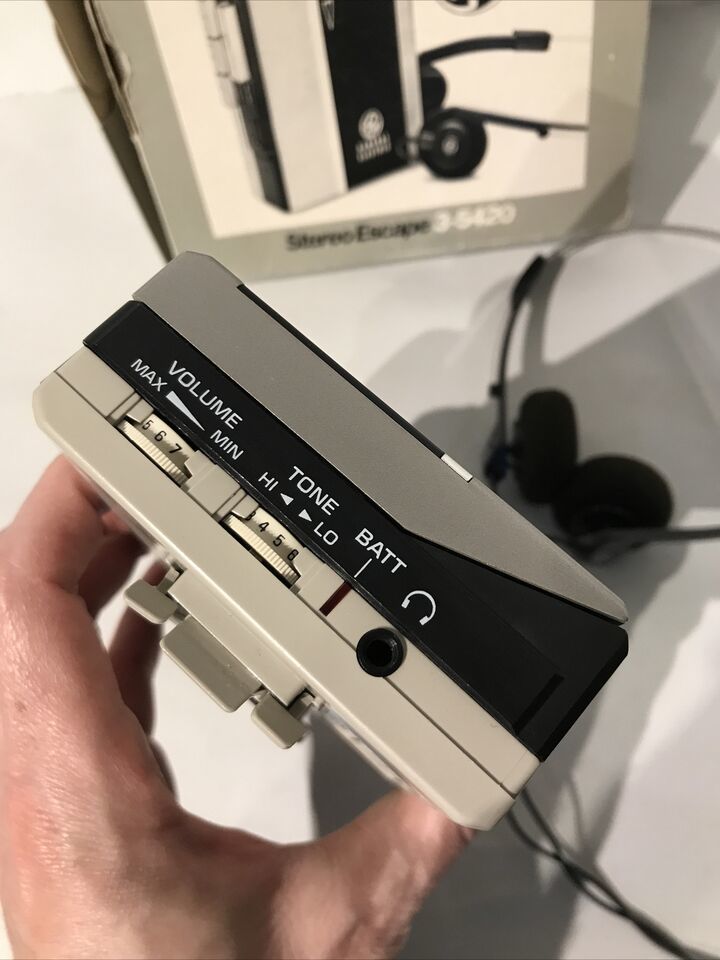 Stereo Escape 3-5420
VOLUME
MAX
MIN
5 6 7
TONE
HI
LO
4 5 6
BATT